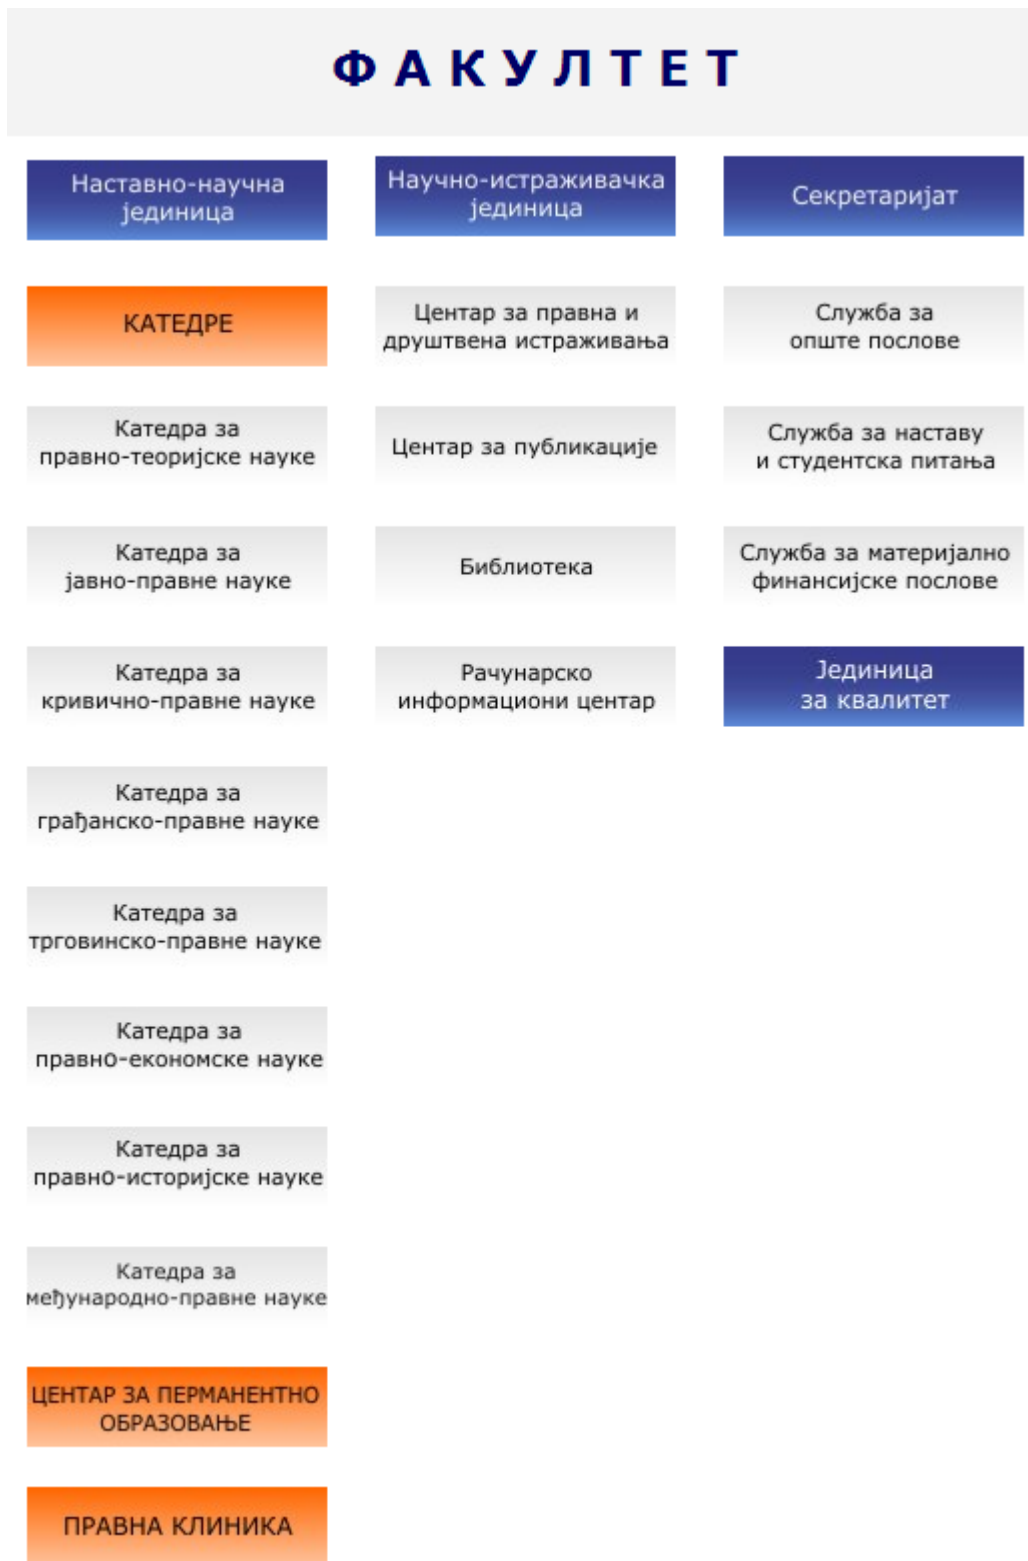 ФАКУЛТЕТ
Наставно-научна
јединица
Научно-истраживачка
јединица
Секретаријат
КАТЕДРЕ
Центар за правна и
друштвена истраживања
Служба за
опште послове
Катедра за
правно-теоријске науке
Центар за публикације
Служба за наставу
и студентска питања
Катедра за
јавно-правне науке
Библиотека
Служба за материјално
финансијске послове
Катедра за
кривично-правне науке
Рачунарско
информациони центар
Јединица
за квалитет
Катедра за
грађанско-правне науке
Катедра за
трговинско-правне науке
Катедра за
правно-економске науке
Катедра за
правно-историјске науке
Катедра за
међународно-правне науке
ЦЕНТАР ЗА ПЕРМАНЕНТНО
ОБРАЗОВАЊЕ
ПРАВНА КЛИНИКА